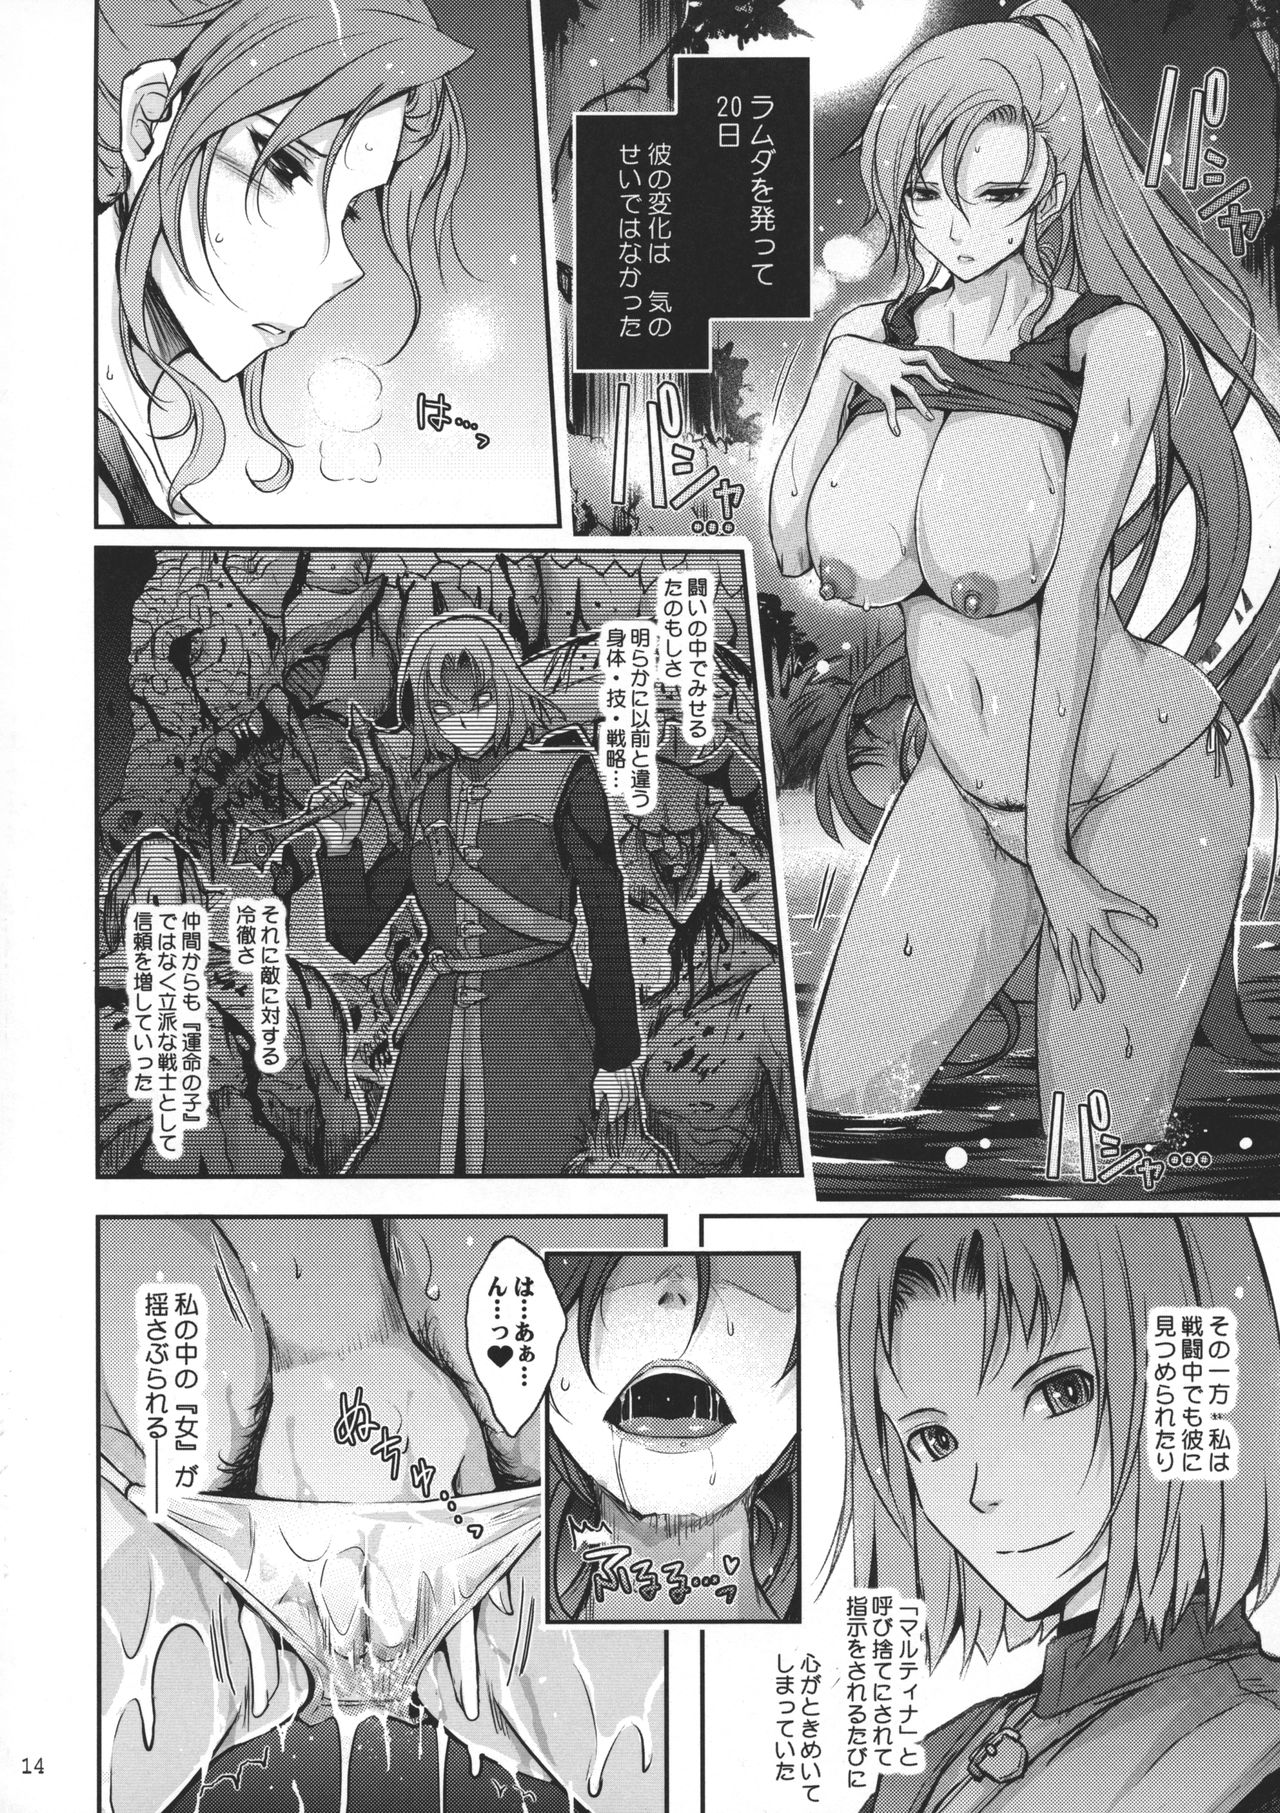 ラムダを発って
20日
彼の変化は 気の
せいではなかった
パシャ
パシャ…
パシャ…
は…っ
闘いの中でみせる
たのもしさ
明らかに以前と違う
身体・技・戦略…
それに敵に対する
冷徹さ
仲間からも『運命の子』
ではなく立派な戦士として
信頼を増していった
その一方 私は
戦闘中でも彼に
見つめられたり
「マルティナ」と
呼び捨てにされて
指示をされるたびに
心がときめいて
しまっていた
ふるるる…♡
は…あぁ…
ん…っ♥
ぬちゅ…
私の中の『女』が
揺さぶられる――
14